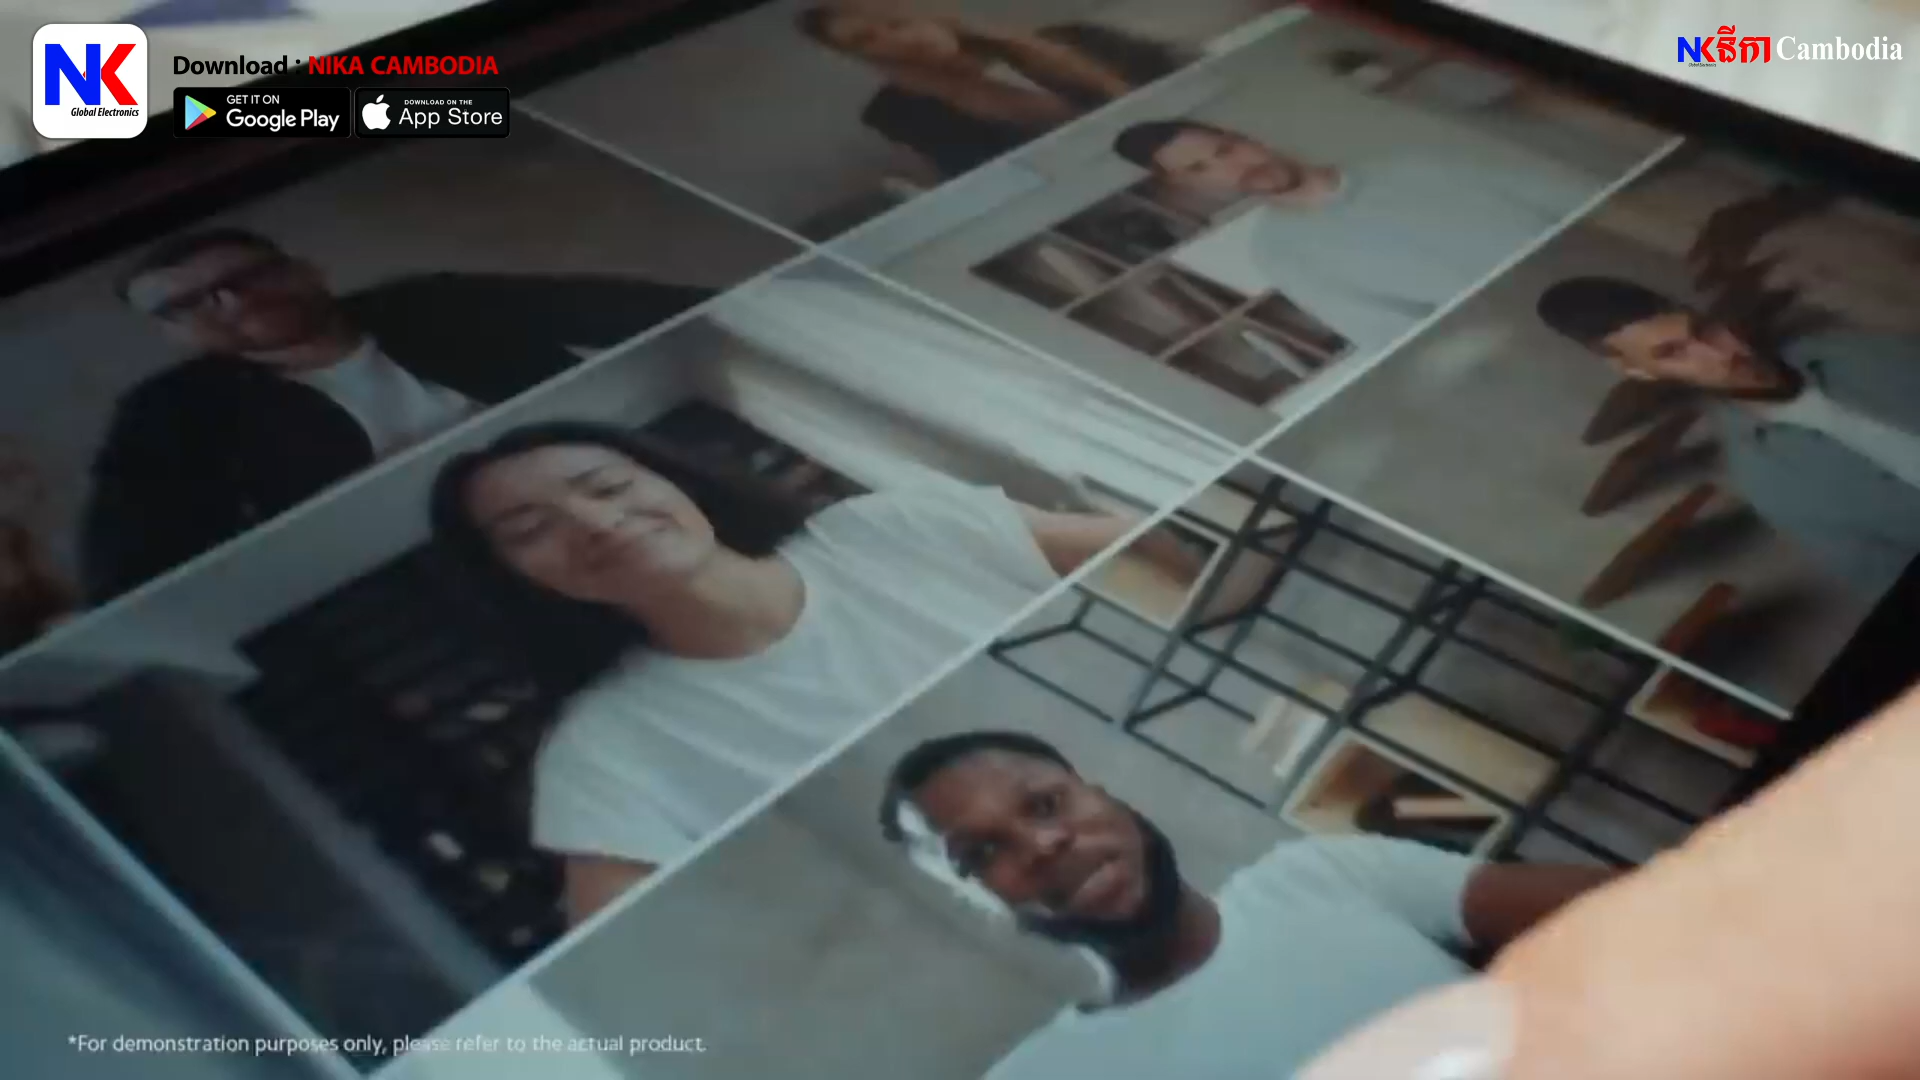 NK
Global Electronics
Download : NIKA CAMBODIA
GET IT ON
Google Play
DOWNLOAD ON THE
App Store
NK នីកា Cambodia
*For demonstration purposes only, please refer to the actual product.